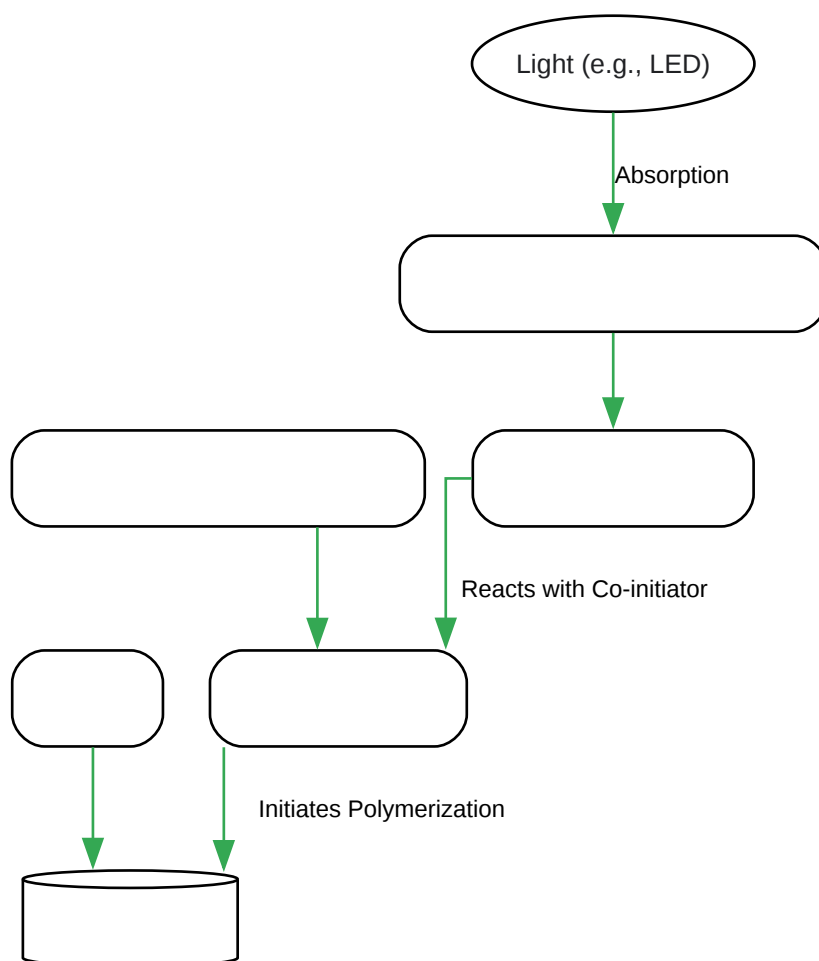 Light (e.g., LED)
Absorption
Reacts with Co-initiator
Initiates Polymerization